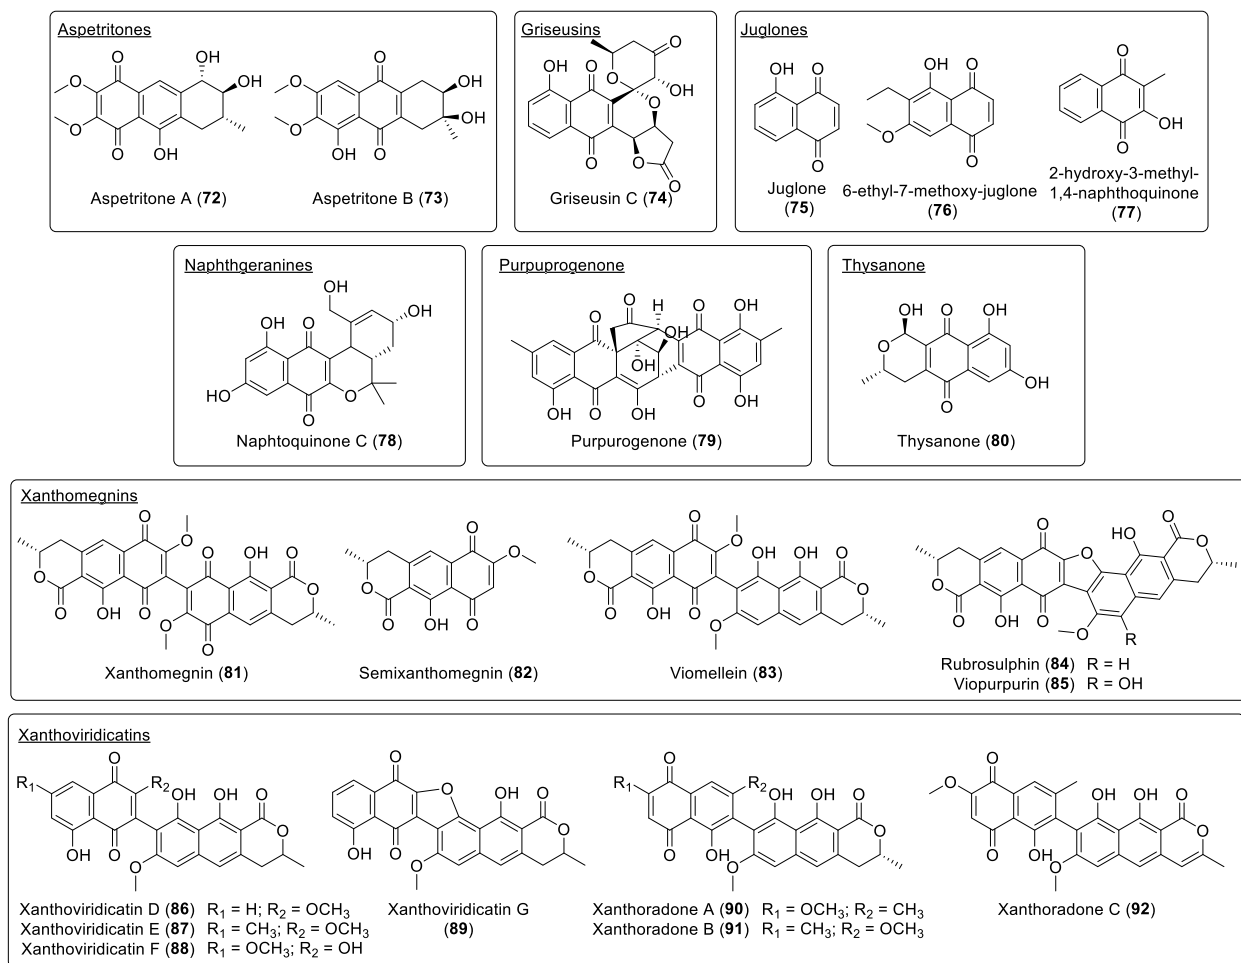 Aspetritones
Aspetritone A (72)
Aspetritone B (73)
Griseusins
Griseusin C (74)
Juglones
Juglone
(75)
6-ethyl-7-methoxy-juglone
(76)
2-hydroxy-3-methyl-
1,4-naphthoquinone
(77)
Naphthgeranines
Naphtoquinone C (78)
Purpuprogenone
Purpurogenone (79)
Thysanone
Thysanone (80)
Xanthomegnins
Xanthomegnin (81)
Semixanthomegnin (82)
Viomellein (83)
Rubrosulphin (84) R = H
Viopurpurin (85) R = OH
Xanthoviridicatins
Xanthoviridicatin D (86) R1 = H; R2 = OCH3
Xanthoviridicatin E (87) R1 = CH3; R2 = OCH3
Xanthoviridicatin F (88) R1 = OCH3; R2 = OH
Xanthoviridicatin G
(89)
Xanthoradone A (90) R1 = OCH3; R2 = CH3
Xanthoradone B (91) R1 = CH3; R2 = OCH3
Xanthoradone C (92)